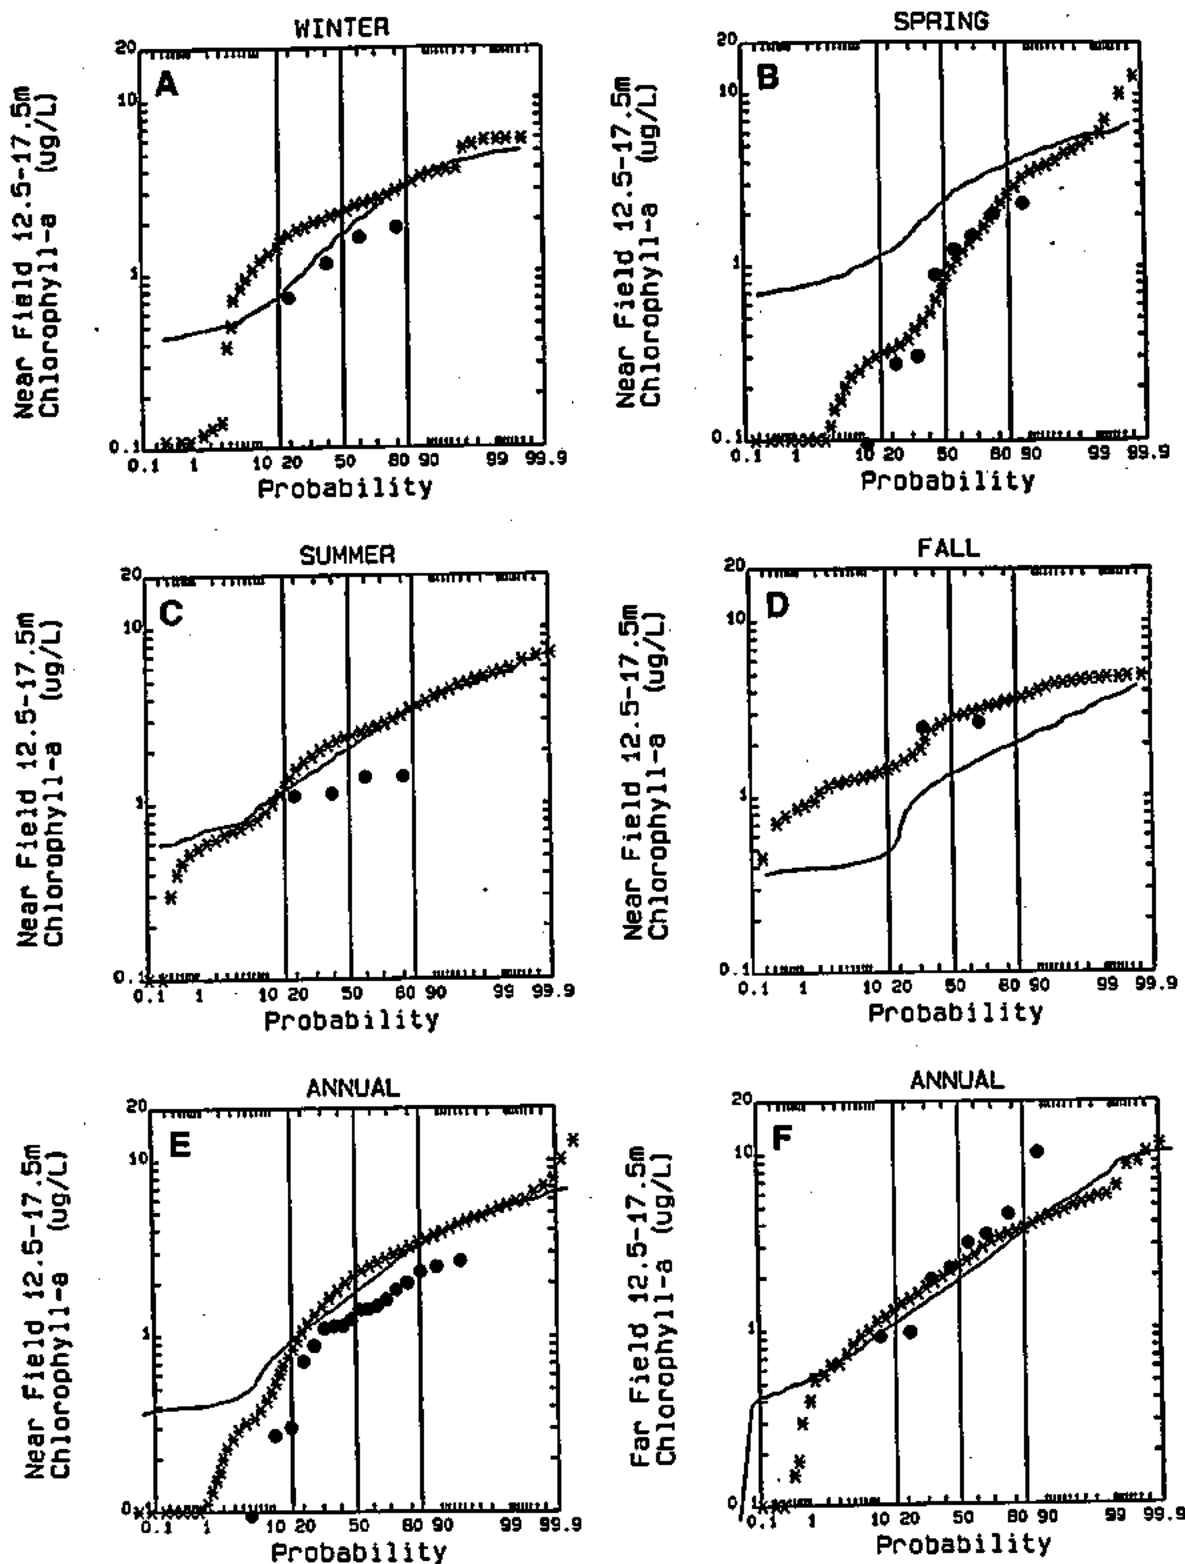 WINTER
A
Near Field 12.5-17.5m
Chlorophyll-a (ug/L)
20
10
1
0.1
0.1 1 10 20 50 80 90 99 99.9
Probability
SPRING
B
Near Field 12.5-17.5m
Chlorophyll-a (ug/L)
20
10
1
0.1
0.1 1 10 20 50 80 90 99 99.9
Probability
SUMMER
C
Near Field 12.5-17.5m
Chlorophyll-a (ug/L)
20
10
1
0.1
0.1 1 10 20 50 80 90 99 99.9
Probability
FALL
D
Near Field 12.5-17.5m
Chlorophyll-a (ug/L)
20
10
1
0.1
0.1 1 10 20 50 80 90 99 99.9
Probability
ANNUAL
E
Near Field 12.5-17.5m
Chlorophyll-a (ug/L)
20
10
1
0
0.1 1 10 20 50 80 90 99 99.9
Probability
ANNUAL
F
Far Field 12.5-17.5m
Chlorophyll-a (ug/L)
20
10
1
0
0.1 1 10 20 50 80 90 99 99.9
Probability